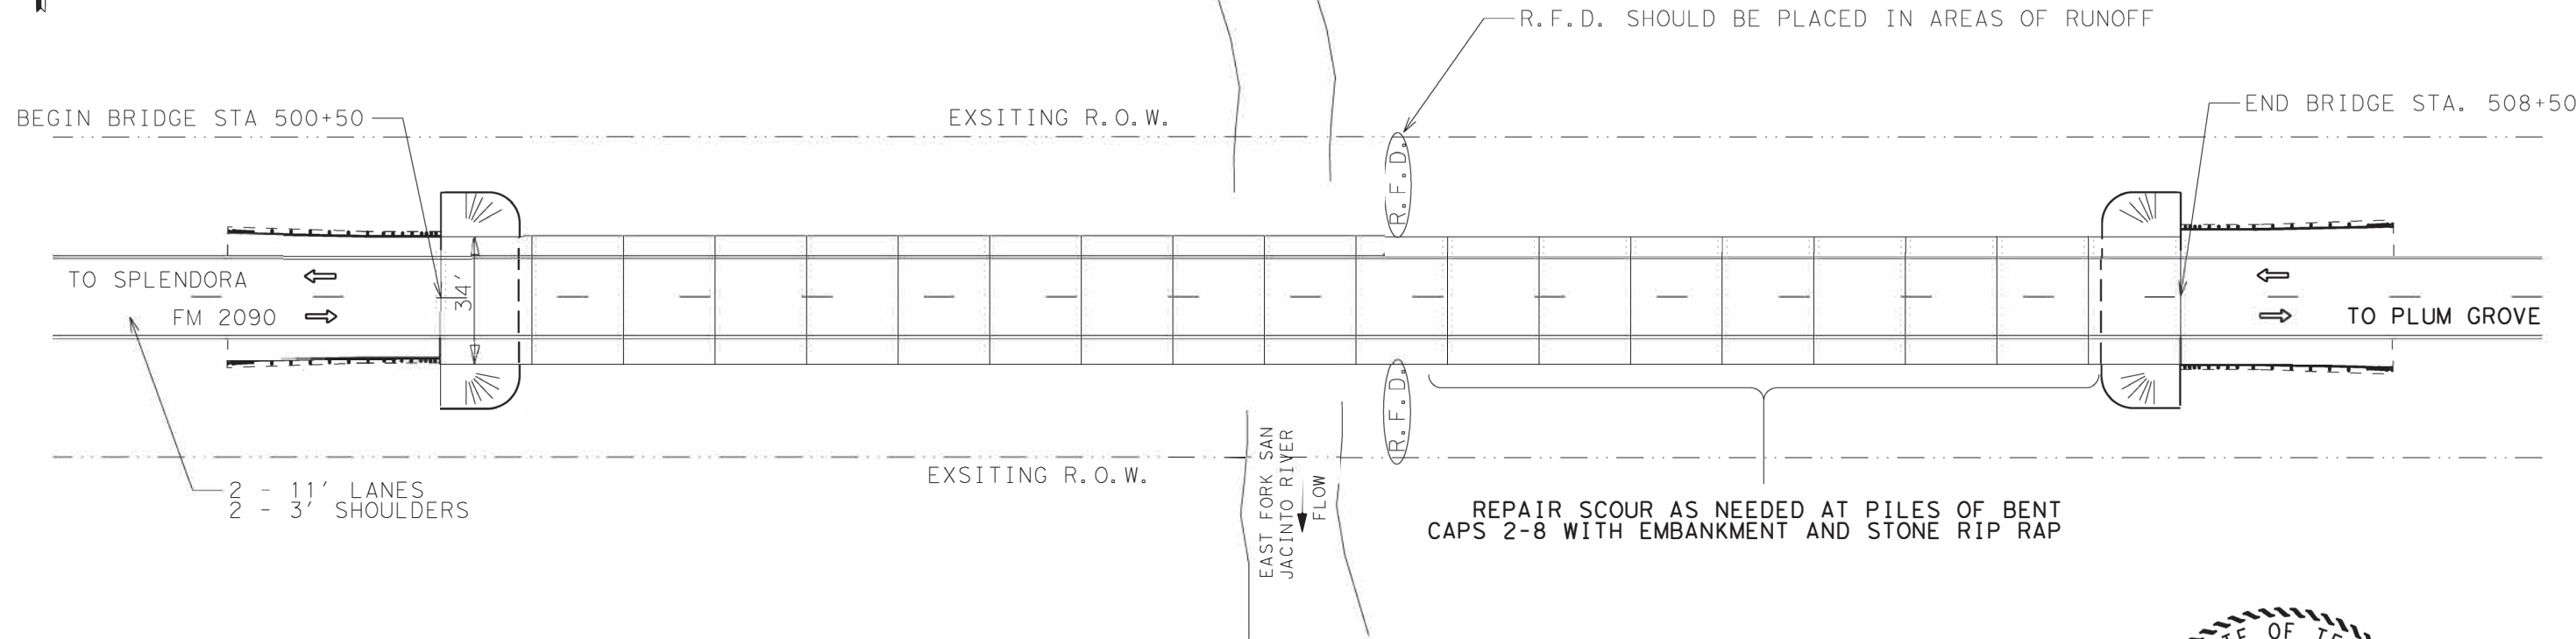 R.F.D. SHOULD BE PLACED IN AREAS OF RUNOFF
BEGIN BRIDGE STA 500+50
EXSITING R.O.W.
END BRIDGE STA. 508+50
R.F.D.
TO SPLENDORA
34'
FM 2090
TO PLUM GROVE
R.F.D.
EXSITING R.O.W.
2 - 11' LANES
2 - 3' SHOULDERS
EAST FORK SAN
JACINTO RIVER
FLOW
REPAIR SCOUR AS NEEDED AT PILES OF BENT
CAPS 2-8 WITH EMBANKMENT AND STONE RIP RAP
OF